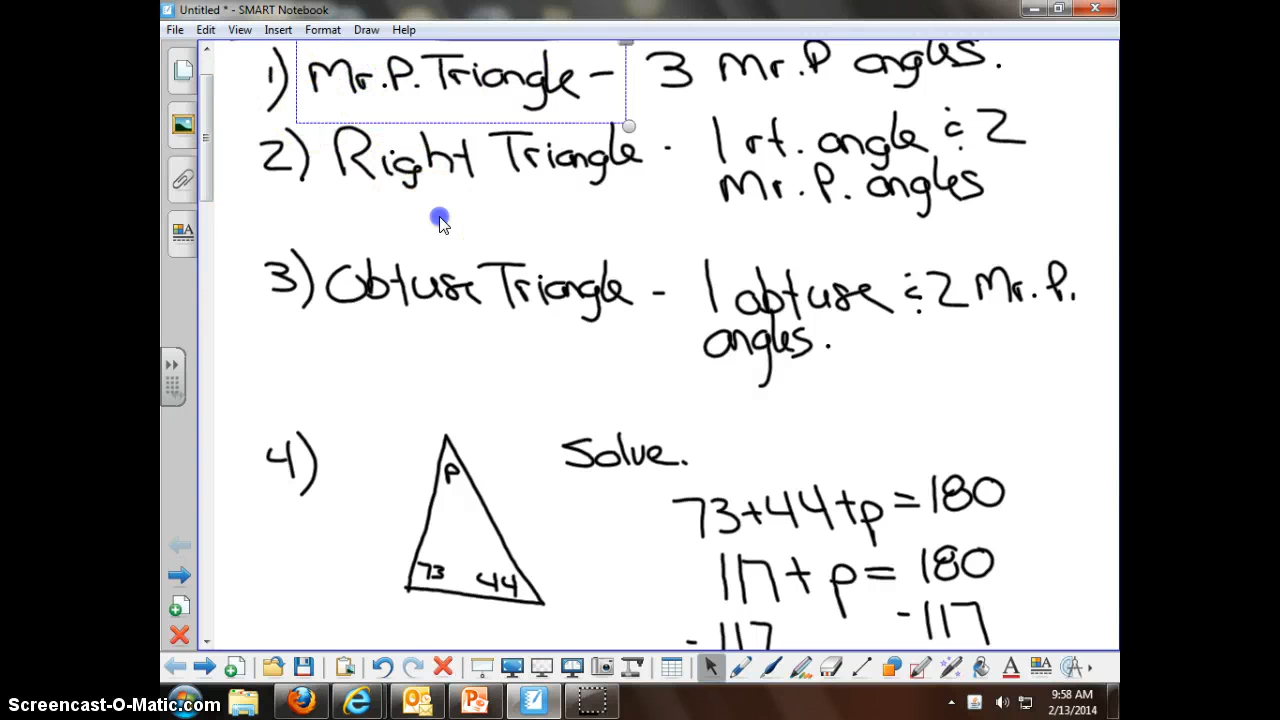 Untitled * - SMART Notebook
File Edit View Insert Format Draw Help
1) Mr.P. Triangle - 3 Mr.P angles.
2) Right Triangle - 1 rt. angle & 2
Mr. P. angles
3) Obtuse Triangle - 1 obtuse & 2 Mr. P.
angles.
4) Solve.
p
73 44
73+44+p=180
117+p=180
-117 -117
9:58 AM
2/13/2014
Screencast-O-Matic.com